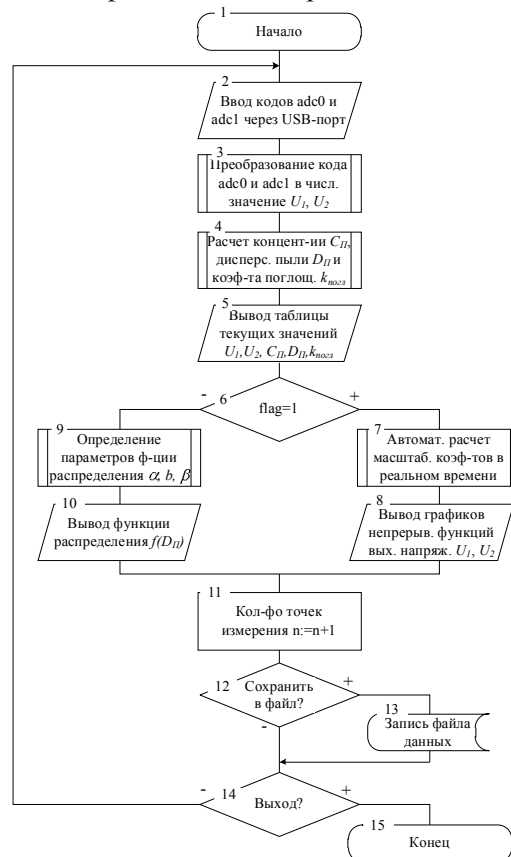 1
Начало
2
Ввод кодов adc0 и
adc1 через USB-порт
3
Преобразование кода
adc0 и adc1 в числ.
значение U1, U2
4
Расчет концент-ии CП,
дисперс. пыли DП и
коэф-та поглощ. kпогл
5
Вывод таблицы
текущих значений
U1,U2, CП,DП,kпогл
6
flag=1
-
+
9
Определение
параметров ф-ции
распределения α, b, β
7
Автомат. расчет
масштаб. коэф-тов в
реальном времени
10
Вывод функции
распределения f(DП)
8
Вывод графиков
непрерыв. функций
вых. напряж. U1, U2
11
Кол-фо точек
измерения n:=n+1
12
Сохранить
в файл?
+
-
13
Запись файла
данных
14
Выход?
-
+
15
Конец